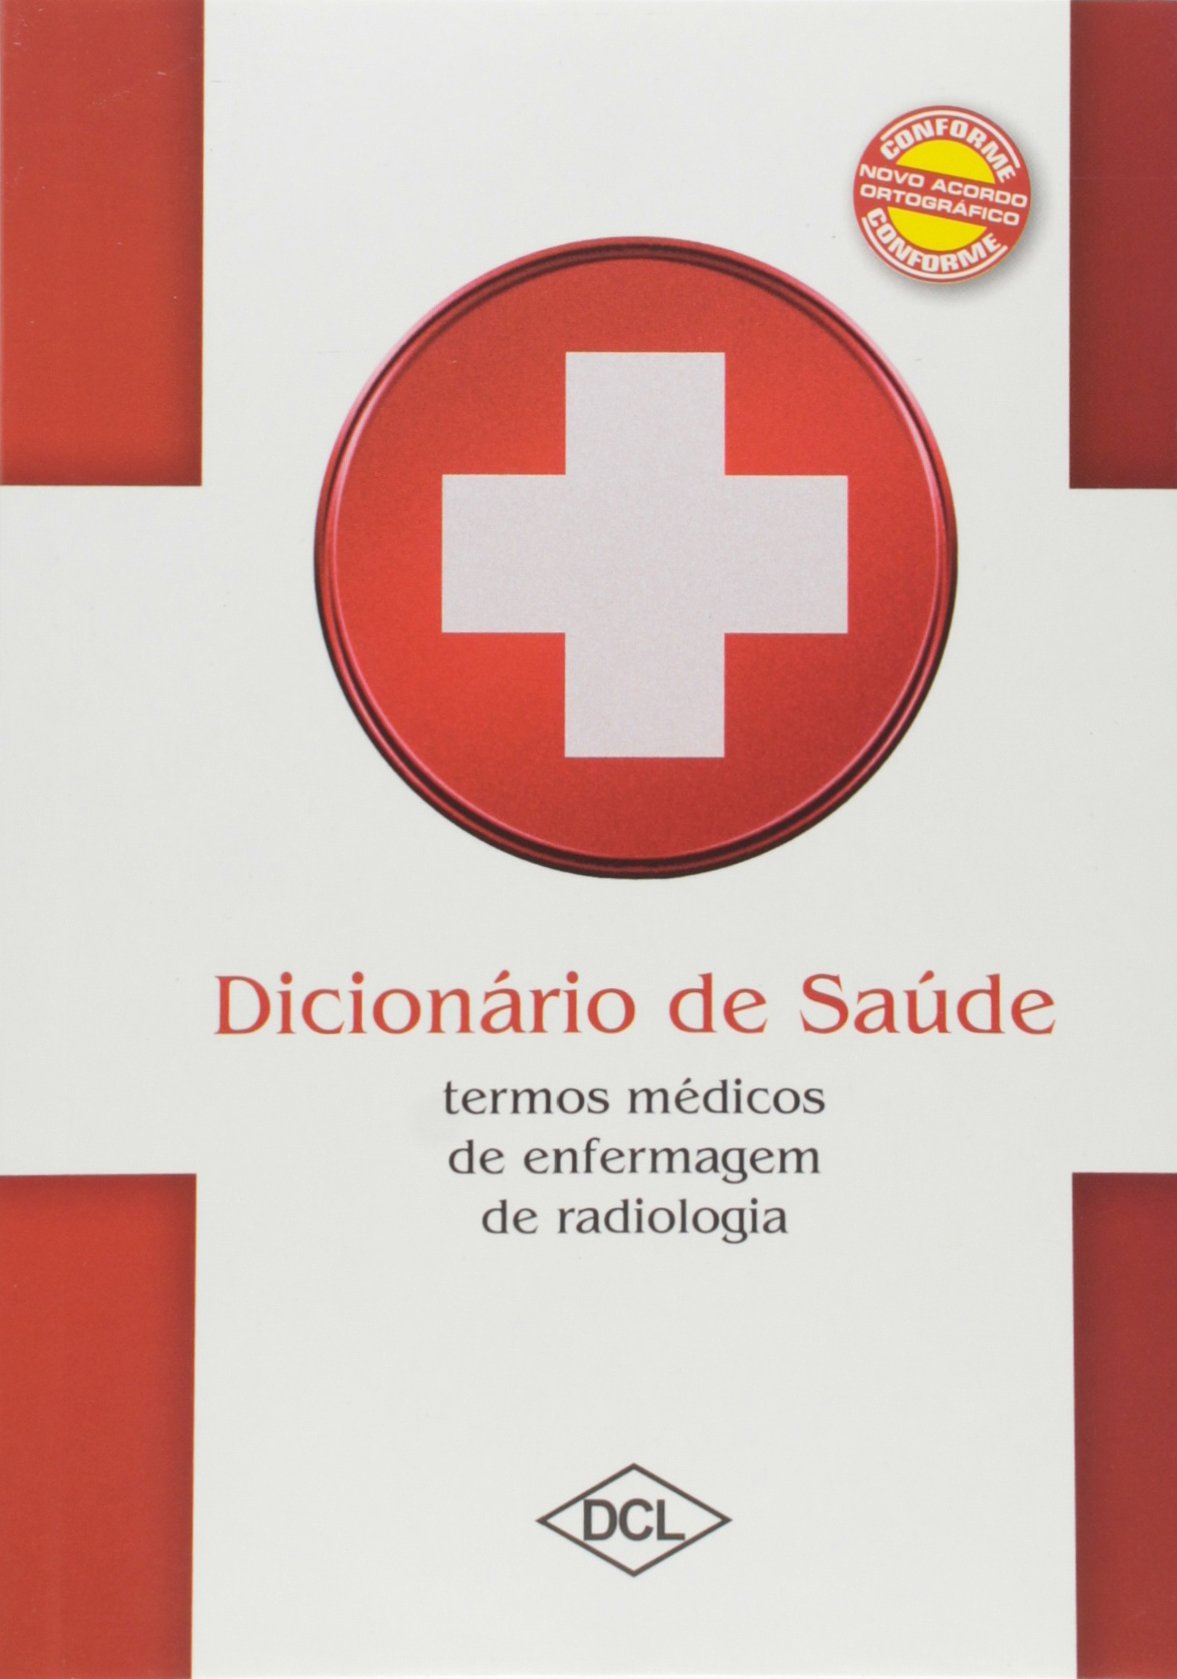 CONFORME
NOVO ACORDO
ORTOGRÁFICO
CONFORME
Dicionário de Saúde
termos médicos
de enfermagem
de radiologia
DCL